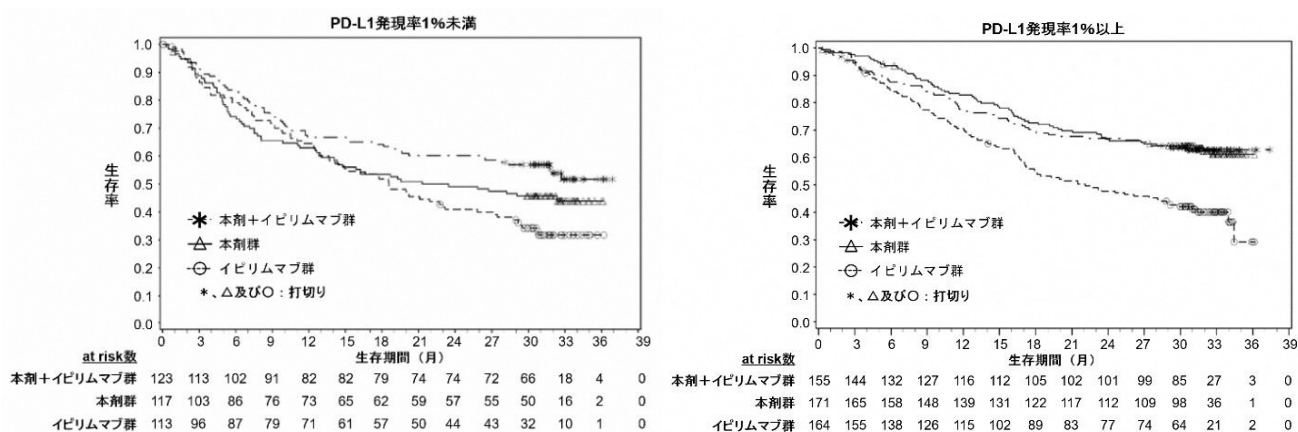 PD-L1発現率1%未満
1.0
0.9
0.8
0.7
0.6
0.5
0.4
0.3
0.2
0.1
0.0
生存率
本剤+イピリムマブ群
本剤群
イピリムマブ群
*、△及び○：打切り
0 3 6 9 12 15 18 21 24 27 30 33 36 39
生存期間（月）
at risk数
本剤+イピリムマブ群 123 113 102 91 82 82 79 74 74 72 66 18 4 0
本剤群 117 103 86 76 73 65 62 59 57 55 50 16 2 0
イピリムマブ群 113 96 87 79 71 61 57 50 44 43 32 10 1 0
PD-L1発現率1%以上
1.0
0.9
0.8
0.7
0.6
0.5
0.4
0.3
0.2
0.1
0.0
生存率
本剤+イピリムマブ群
本剤群
イピリムマブ群
*、△及び○：打切り
0 3 6 9 12 15 18 21 24 27 30 33 36 39
生存期間（月）
at risk数
本剤+イピリムマブ群 155 144 132 127 116 112 105 102 101 99 85 27 3 0
本剤群 171 165 158 148 139 131 122 117 112 109 98 36 1 0
イピリムマブ群 164 155 138 126 115 102 89 83 77 74 64 21 2 0